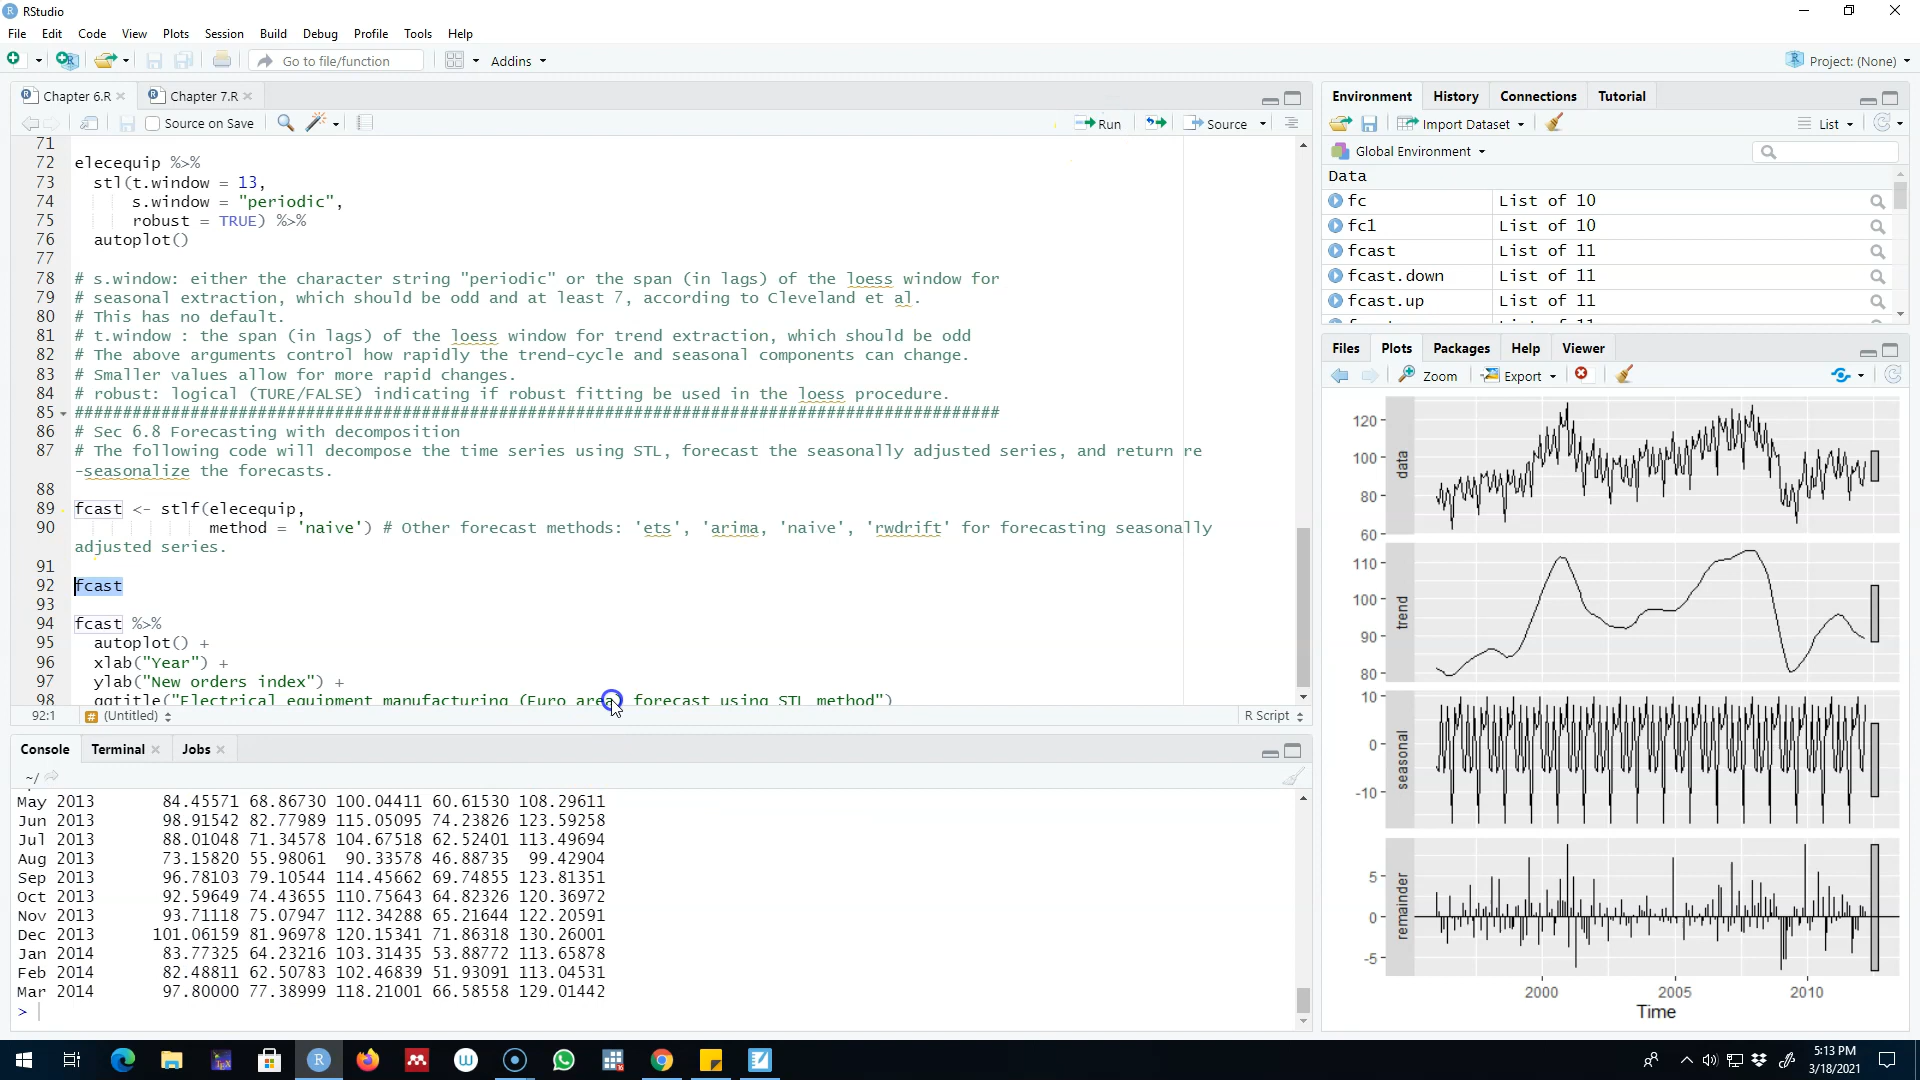 RStudio
File Edit Code View Plots Session Build Debug Profile Tools Help
Go to file/function Addins Project: (None)
Chapter 6.R Chapter 7.R
Source on Save Run Source
71
72 elecequip %>%
73 stl(t.window = 13,
74 s.window = "periodic",
75 robust = TRUE) %>%
76 autoplot()
77
78 # s.window: either the character string "periodic" or the span (in lags) of the loess window for
79 # seasonal extraction, which should be odd and at least 7, according to Cleveland et al.
80 # This has no default.
81 # t.window : the span (in lags) of the loess window for trend extraction, which should be odd
82 # The above arguments control how rapidly the trend-cycle and seasonal components can change.
83 # Smaller values allow for more rapid changes.
84 # robust: logical (TURE/FALSE) indicating if robust fitting be used in the loess procedure.
85 ################################################################################################
86 # Sec 6.8 Forecasting with decomposition
87 # The following code will decompose the time series using STL, forecast the seasonally adjusted series, and return re
-seasonalize the forecasts.
88
89 fcast <- stlf(elecequip,
90 method = 'naive') # Other forecast methods: 'ets', 'arima, 'naive', 'rwdrift' for forecasting seasonally
adjusted series.
91
92 fcast
93
94 fcast %>%
95 autoplot() +
96 xlab("Year") +
97 ylab("New orders index") +
98 ggtitle("Electrical equipment manufacturing (Euro area) forecast using STL method")
92:1 (Untitled) R Script
Console Terminal Jobs
~/
May 2013 84.45571 68.86730 100.04411 60.61530 108.29611
Jun 2013 98.91542 82.77989 115.05095 74.23826 123.59258
Jul 2013 88.01048 71.34578 104.67518 62.52401 113.49694
Aug 2013 73.15820 55.98061 90.33578 46.88735 99.42904
Sep 2013 96.78103 79.10544 114.45662 69.74855 123.81351
Oct 2013 92.59649 74.43655 110.75643 64.82326 120.36972
Nov 2013 93.71118 75.07947 112.34288 65.21644 122.20591
Dec 2013 101.06159 81.96978 120.15341 71.86318 130.26001
Jan 2014 83.77325 64.23216 103.31435 53.88772 113.65878
Feb 2014 82.48811 62.50783 102.46839 51.93091 113.04531
Mar 2014 97.80000 77.38999 118.21001 66.58558 129.01442
>
Environment History Connections Tutorial
Import Dataset List
Global Environment
Data
fc List of 10
fc1 List of 10
fcast List of 11
fcast.down List of 11
fcast.up List of 11
Files Plots Packages Help Viewer
Zoom Export
120
100
80
60
data
110
100
90
80
trend
10
0
-10
seasonal
5
0
-5
remainder
2000 2005 2010
Time
5:13 PM
3/18/2021